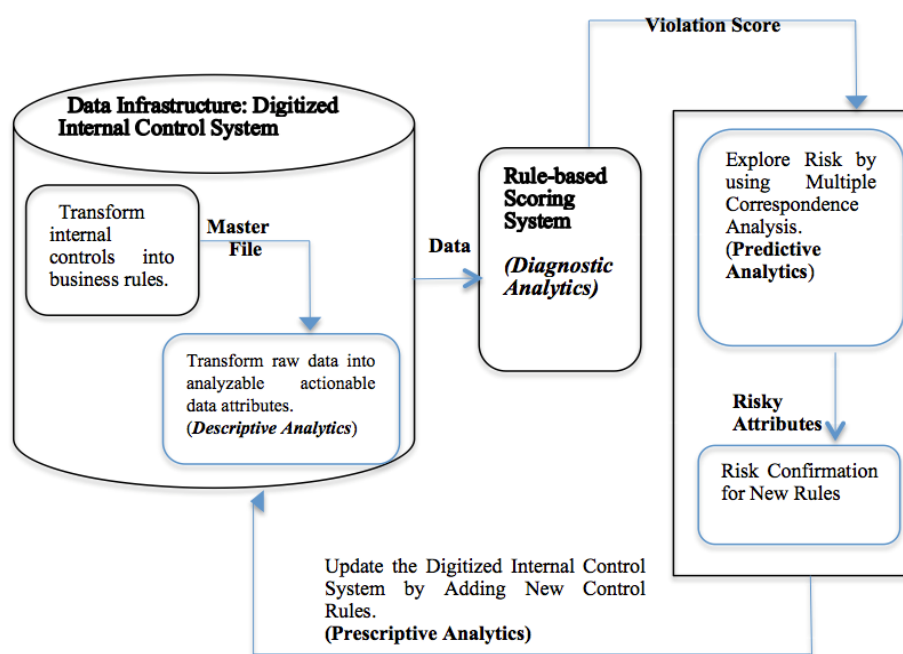 Violation Score
Data Infrastructure: Digitized
Internal Control System
Transform
internal
controls into
business rules.
Master
File
Transform raw data into
analyzable actionable
data attributes.
(Descriptive Analytics)
Data
Rule-based
Scoring
System
(Diagnostic
Analytics)
Explore Risk by
using Multiple
Correspondence
Analysis.
(Predictive
Analytics)
Risky
Attributes
Risk Confirmation
for New Rules
Update the Digitized Internal Control
System by Adding New Control
Rules.
(Prescriptive Analytics)